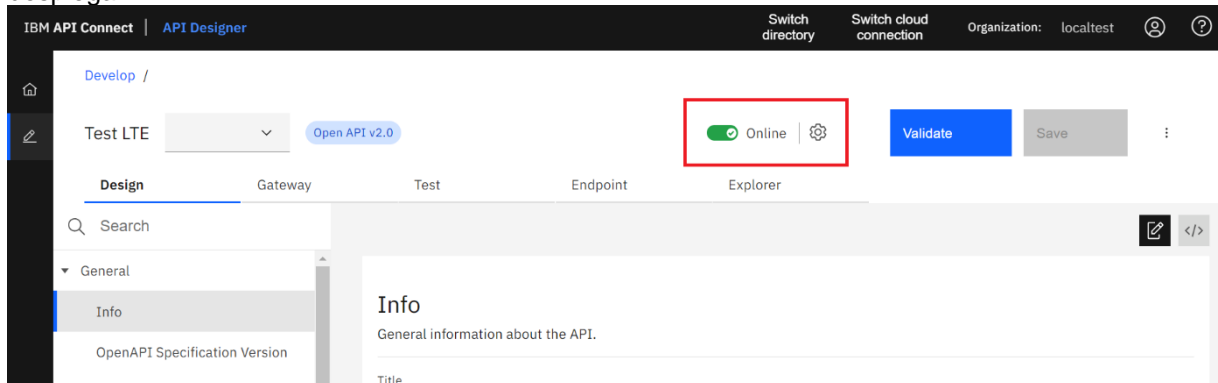 IBM API Connect | API Designer
Switch directory
Switch cloud connection
Organization: localtest
Develop /
Test LTE
Open API v2.0
Online
Validate
Save
Design
Gateway
Test
Endpoint
Explorer
Search
General
Info
OpenAPI Specification Version
Info
General information about the API.
Title